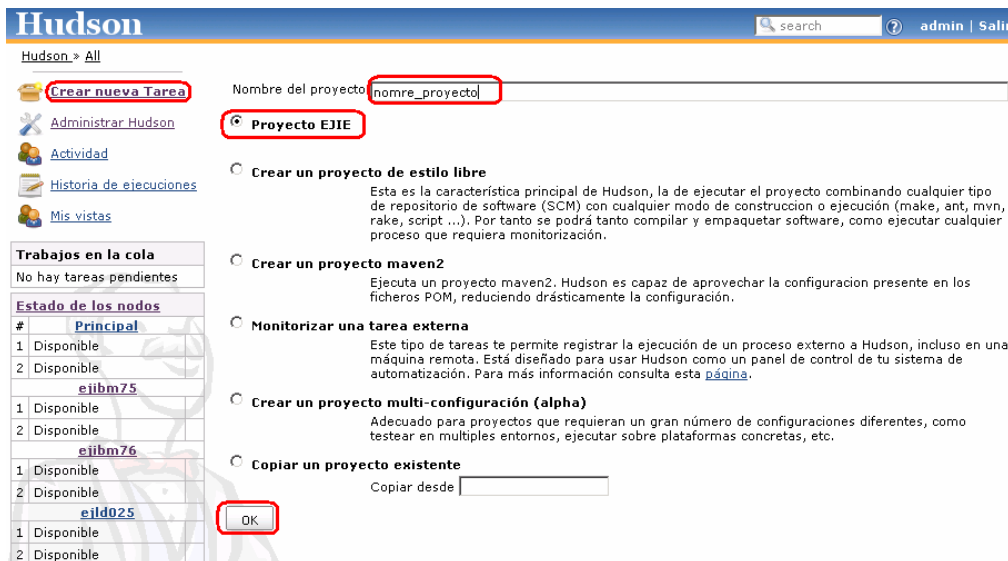 Hudson
search
admin | Salir
Hudson » All
Crear nueva Tarea
Administrar Hudson
Actividad
Historia de ejecuciones
Mis vistas
Trabajos en la cola
No hay tareas pendientes
Estado de los nodos
# Principal
1 Disponible
2 Disponible
ejibm75
1 Disponible
2 Disponible
ejibm76
1 Disponible
2 Disponible
ejld025
1 Disponible
2 Disponible
Nombre del proyecto nomre_proyecto
Proyecto EJIE
Crear un proyecto de estilo libre
Esta es la característica principal de Hudson, la de ejecutar el proyecto combinando cualquier tipo
de repositorio de software (SCM) con cualquier modo de construccion o ejecución (make, ant, mvn,
rake, script ...). Por tanto se podrá tanto compilar y empaquetar software, como ejecutar cualquier
proceso que requiera monitorización.
Crear un proyecto maven2
Ejecuta un proyecto maven2. Hudson es capaz de aprovechar la configuracion presente en los
ficheros POM, reduciendo drásticamente la configuración.
Monitorizar una tarea externa
Este tipo de tareas te permite registrar la ejecución de un proceso externo a Hudson, incluso en una
máquina remota. Está diseñado para usar Hudson como un panel de control de tu sistema de
automatización. Para más información consulta esta página.
Crear un proyecto multi-configuración (alpha)
Adecuado para proyectos que requieran un gran número de configuraciones diferentes, como
testear en multiples entornos, ejecutar sobre plataformas concretas, etc.
Copiar un proyecto existente
Copiar desde
OK